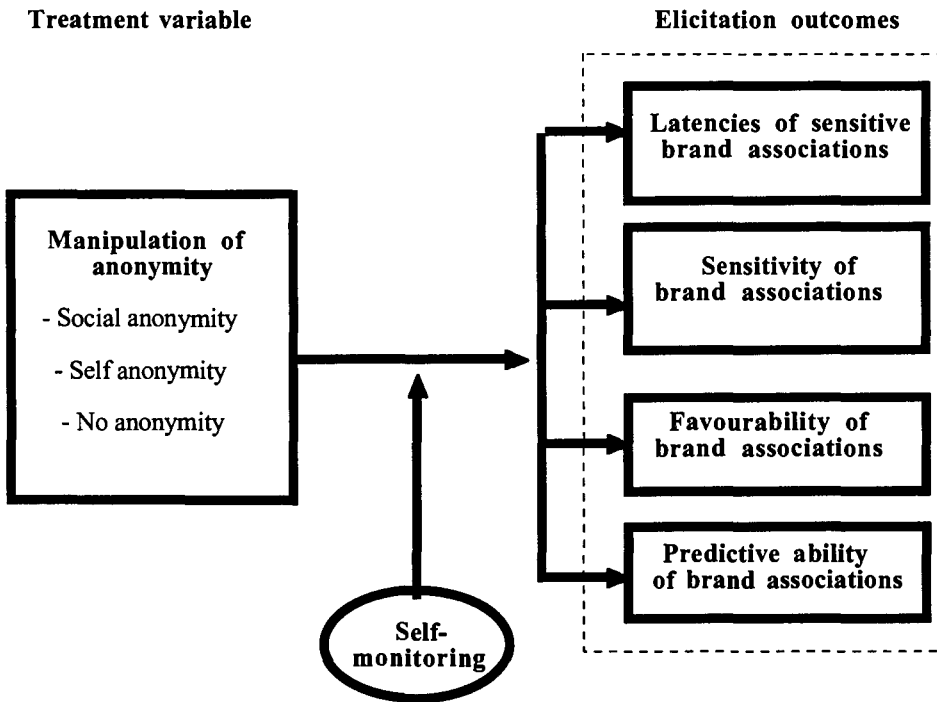 Treatment variable
Elicitation outcomes
Manipulation of
anonymity
- Social anonymity
- Self anonymity
- No anonymity
Self-
monitoring
Latencies of sensitive
brand associations
Sensitivity of
brand associations
Favourability of
brand associations
Predictive ability
of brand associations